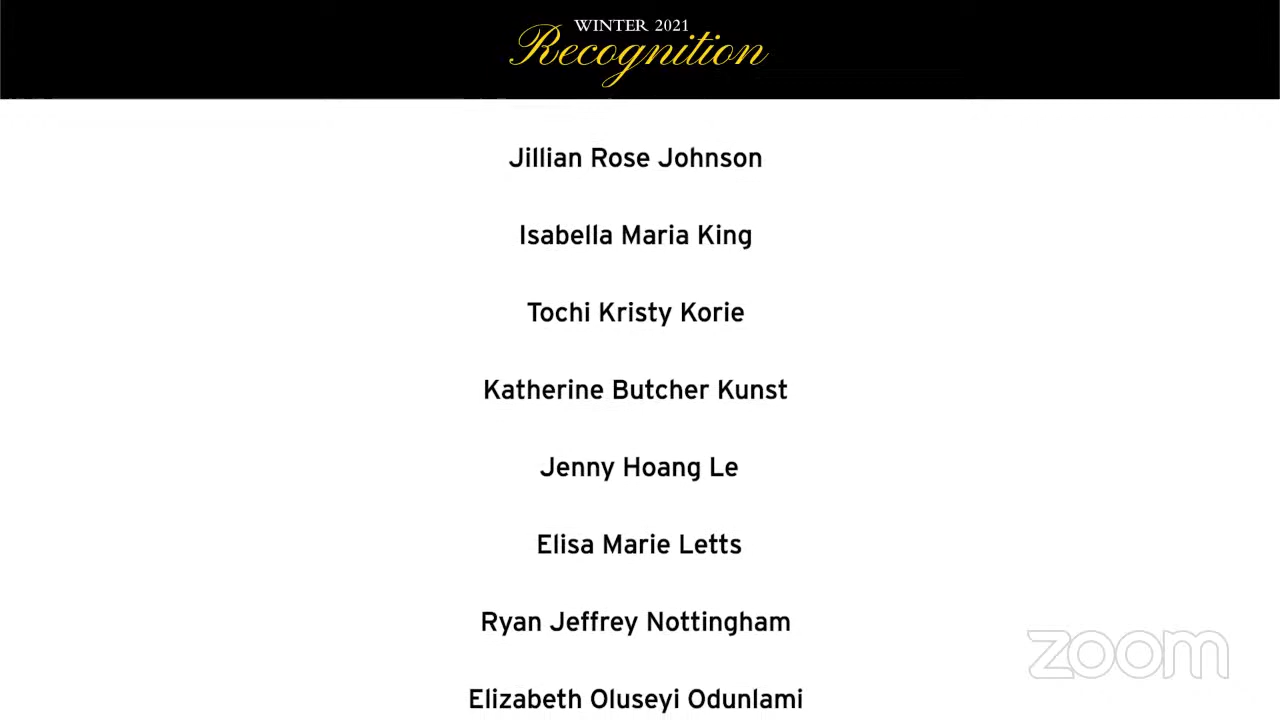 WINTER 2021
Recognition
Jillian Rose Johnson
Isabella Maria King
Tochi Kristy Korie
Katherine Butcher Kunst
Jenny Hoang Le
Elisa Marie Letts
Ryan Jeffrey Nottingham
zoom
Elizabeth Oluseyi Odunlami